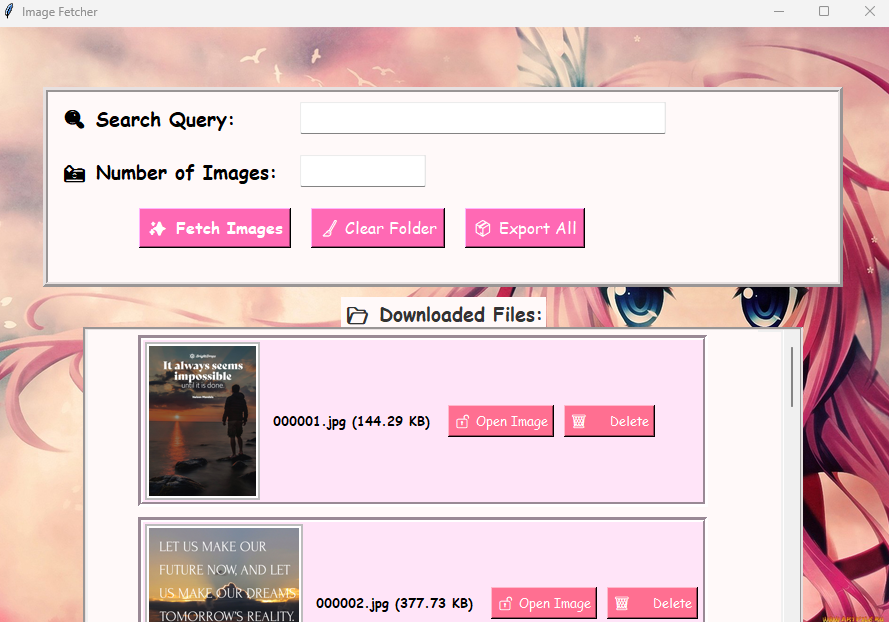 Image Fetcher
Search Query:
Number of Images:
Fetch Images
Clear Folder
Export All
Downloaded Files:
It always seems
impossible
until it is done.
000001.jpg (144.29 KB)
Open Image
Delete
LET US MAKE OUR
FUTURE NOW, AND LET
US MAKE OUR DREAMS
TOMORROW'S REALITY.
000002.jpg (377.73 KB)
Open Image
Delete